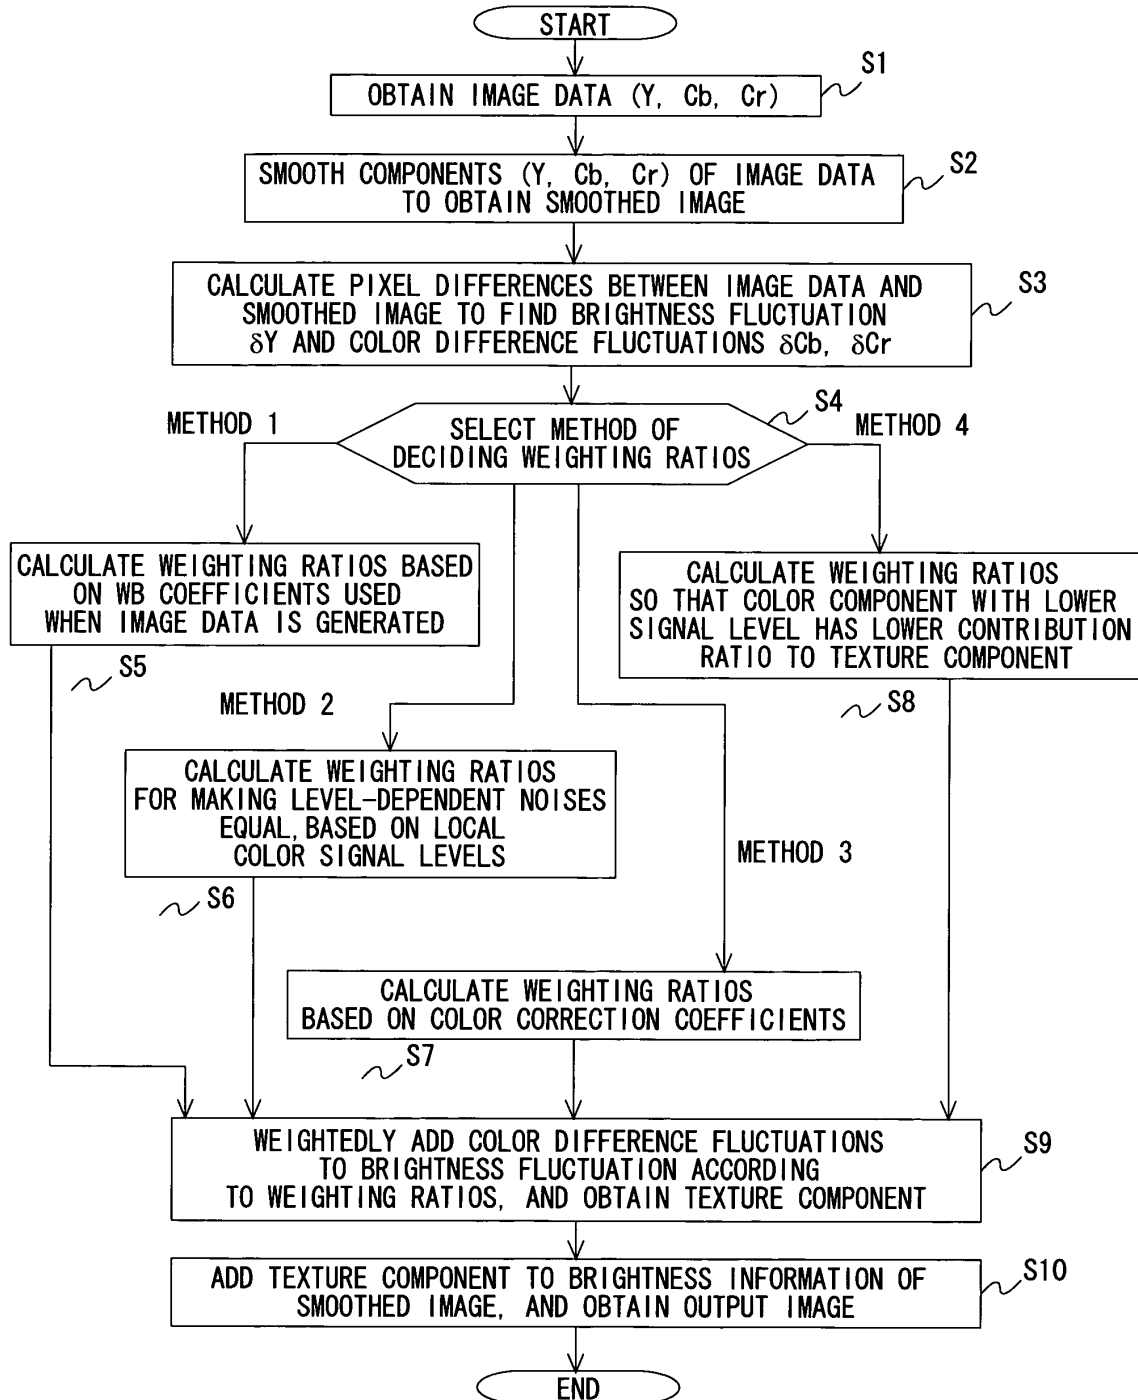 START
S1
OBTAIN IMAGE DATA (Y, Cb, Cr)
S2
SMOOTH COMPONENTS (Y, Cb, Cr) OF IMAGE DATA
TO OBTAIN SMOOTHED IMAGE
S3
CALCULATE PIXEL DIFFERENCES BETWEEN IMAGE DATA AND
SMOOTHED IMAGE TO FIND BRIGHTNESS FLUCTUATION
δY AND COLOR DIFFERENCE FLUCTUATIONS δCb, δCr
S4
METHOD 1
SELECT METHOD OF
DECIDING WEIGHTING RATIOS
METHOD 4
CALCULATE WEIGHTING RATIOS BASED
ON WB COEFFICIENTS USED
WHEN IMAGE DATA IS GENERATED
S5
CALCULATE WEIGHTING RATIOS
SO THAT COLOR COMPONENT WITH LOWER
SIGNAL LEVEL HAS LOWER CONTRIBUTION
RATIO TO TEXTURE COMPONENT
S8
METHOD 2
CALCULATE WEIGHTING RATIOS
FOR MAKING LEVEL-DEPENDENT NOISES
EQUAL, BASED ON LOCAL
COLOR SIGNAL LEVELS
S6
METHOD 3
CALCULATE WEIGHTING RATIOS
BASED ON COLOR CORRECTION COEFFICIENTS
S7
WEIGHTEDLY ADD COLOR DIFFERENCE FLUCTUATIONS
TO BRIGHTNESS FLUCTUATION ACCORDING
TO WEIGHTING RATIOS, AND OBTAIN TEXTURE COMPONENT
S9
ADD TEXTURE COMPONENT TO BRIGHTNESS INFORMATION OF
SMOOTHED IMAGE, AND OBTAIN OUTPUT IMAGE
S10
END